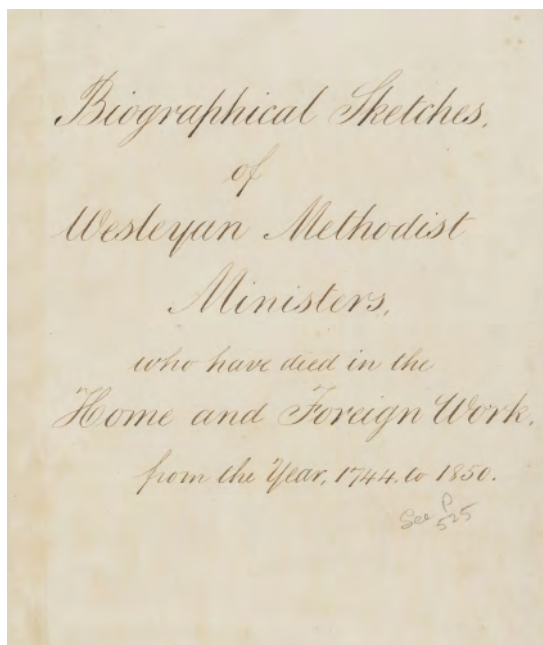 Biographical Sketches,
of
Wesleyan Methodist
Ministers,
who have died in the
Home and Foreign Work,
from the Year, 1744, to 1850.
See P
525